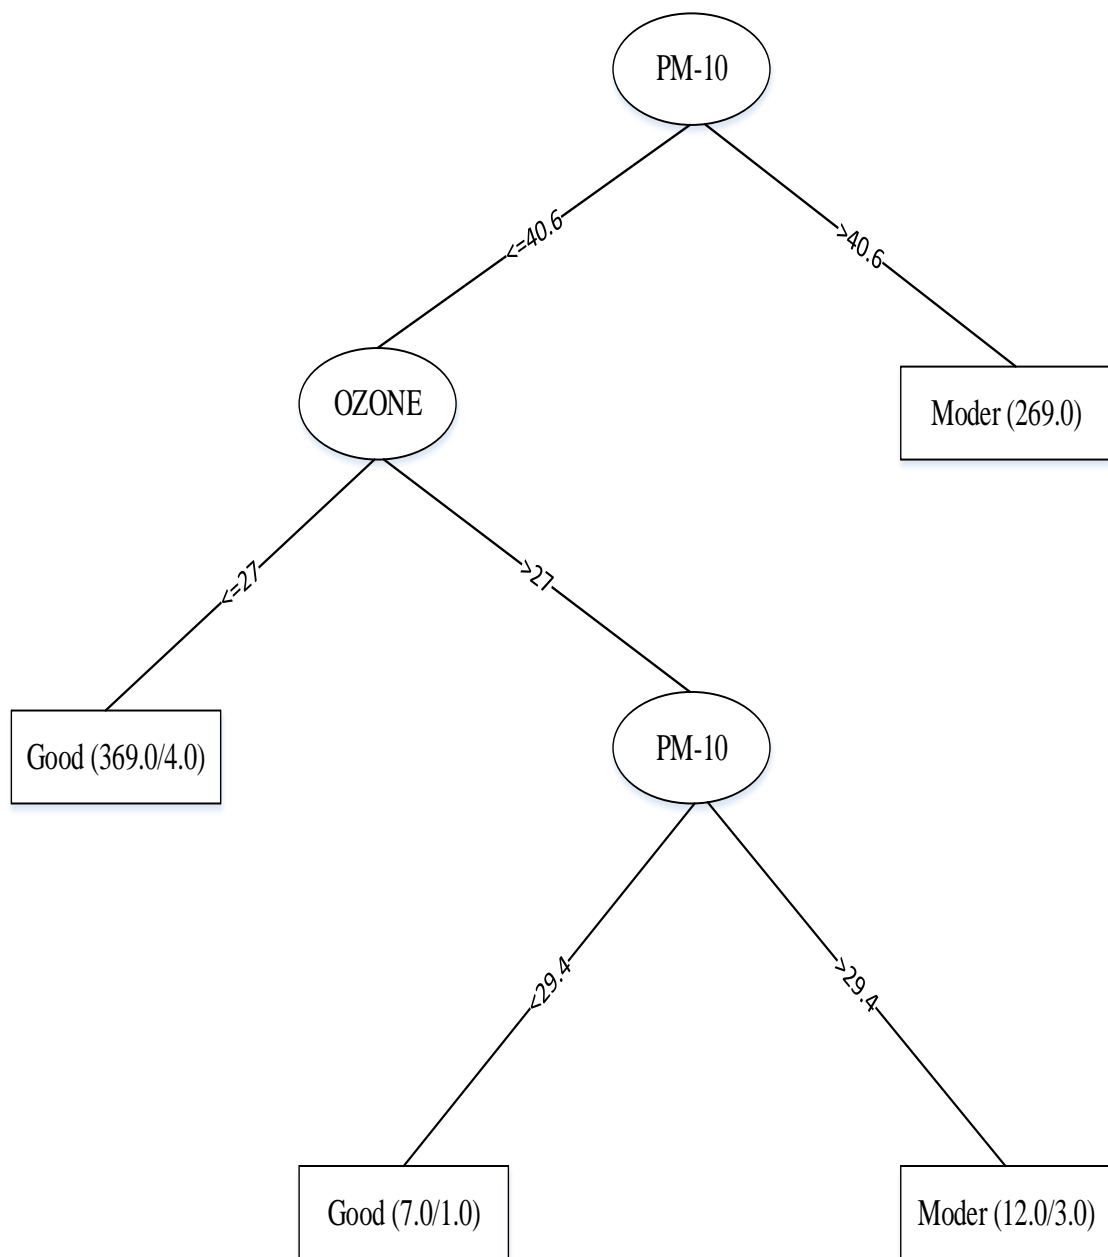 PM-10
<=40.6
>40.6
OZONE
Moder (269.0)
<=27
>27
Good (369.0/4.0)
PM-10
<29.4
>29.4
Good (7.0/1.0)
Moder (12.0/3.0)